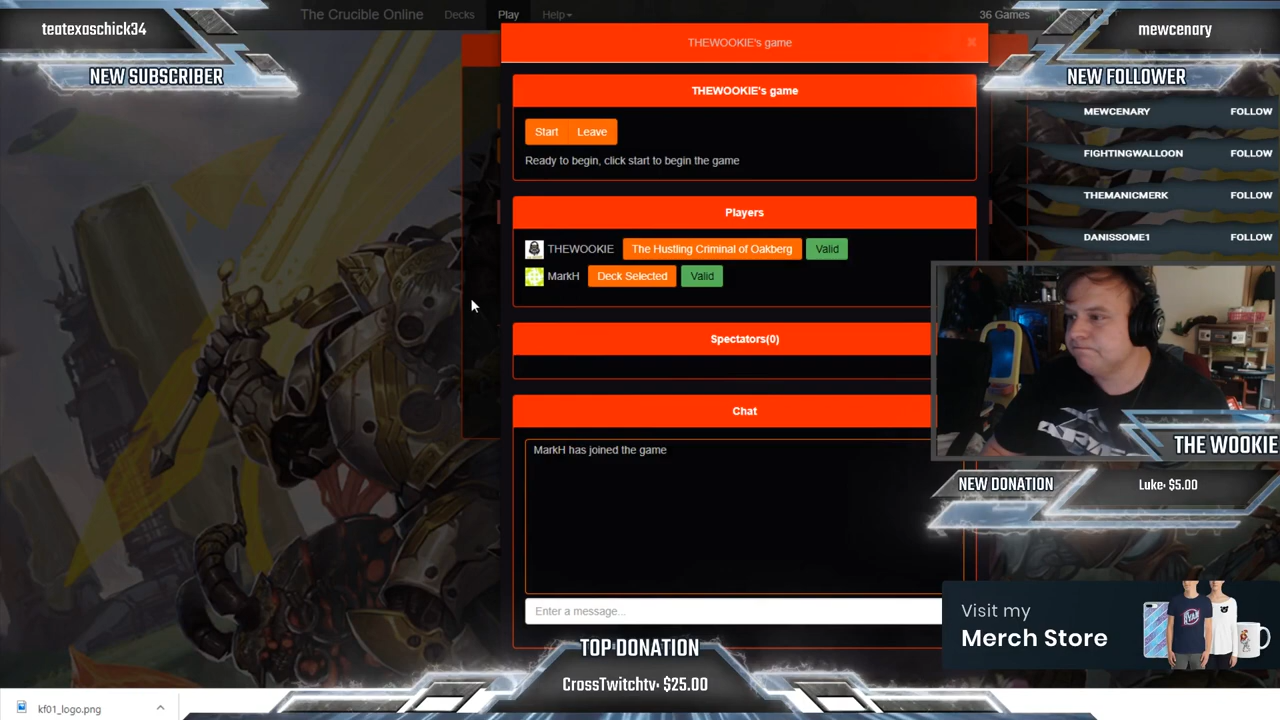 teatexaschick34
NEW SUBSCRIBER
The Crucible Online Decks Play Help 36 Games
mewcenary
NEW FOLLOWER
MEWCENARY FOLLOW
FIGHTINGWALLOON FOLLOW
THEMANICMERK FOLLOW
DANISSOME1 FOLLOW
THEWOOKIE's game ×
THEWOOKIE's game
Start Leave
Ready to begin, click start to begin the game
Players
THEWOOKIE The Hustling Criminal of Oakberg Valid
MarkH Deck Selected Valid
Spectators(0)
Chat
MarkH has joined the game
Enter a message...
THE WOOKIE
NEW DONATION Luke: $5.00
Visit my
Merch Store
RYAN
TOP DONATION
CrossTwitchtv: $25.00
kf01_logo.png